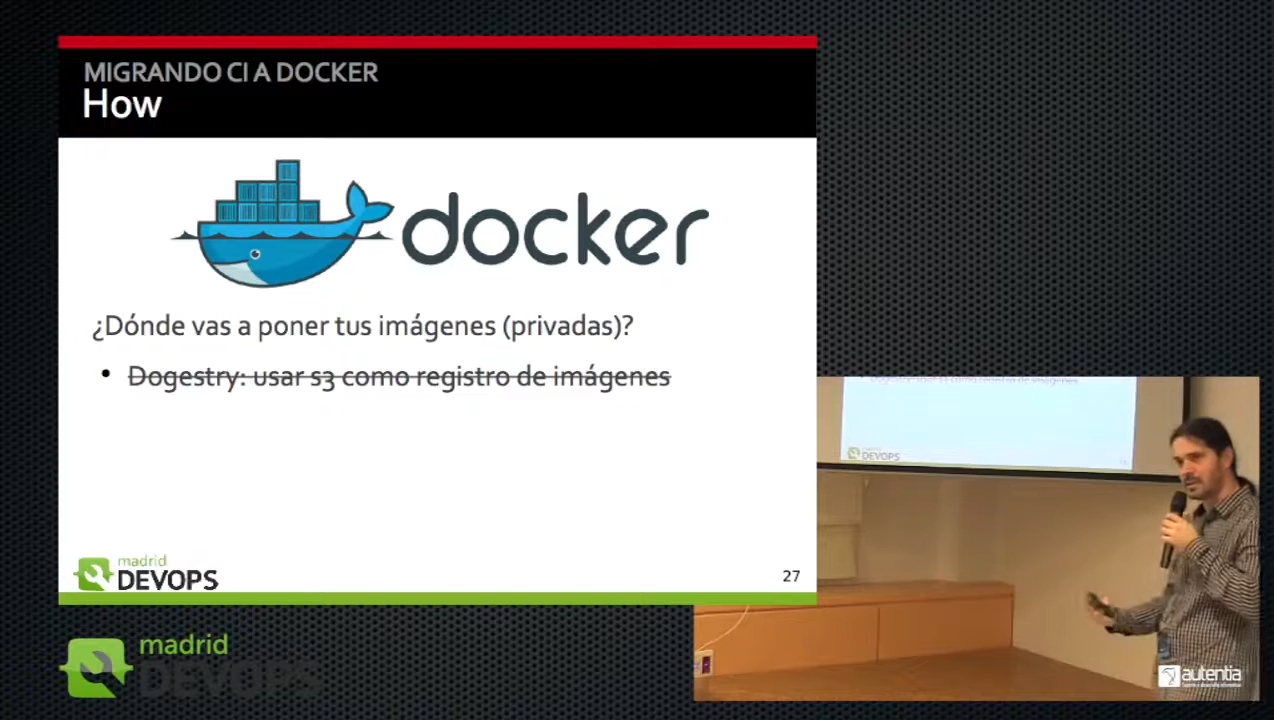 MIGRANDO CI A DOCKER
How
docker
¿Dónde vas a poner tus imágenes (privadas)?
• Dogestry: usar s3 como registro de imágenes
madrid
DEVOPS
27
DEVOPS
madrid
DEVOPS
autentia